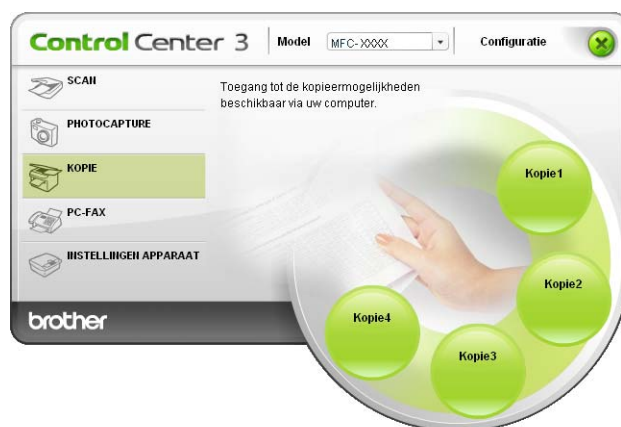 Control Center 3
Model
MFC-XXXX
Configuratie
SCAN
PHOTOCAPTURE
KOPIE
PC-FAX
INSTELLINGEN APPARAAT
Toegang tot de kopieermogelijkheden
beschikbaar via uw computer.
Kopie1
Kopie2
Kopie3
Kopie4
brother